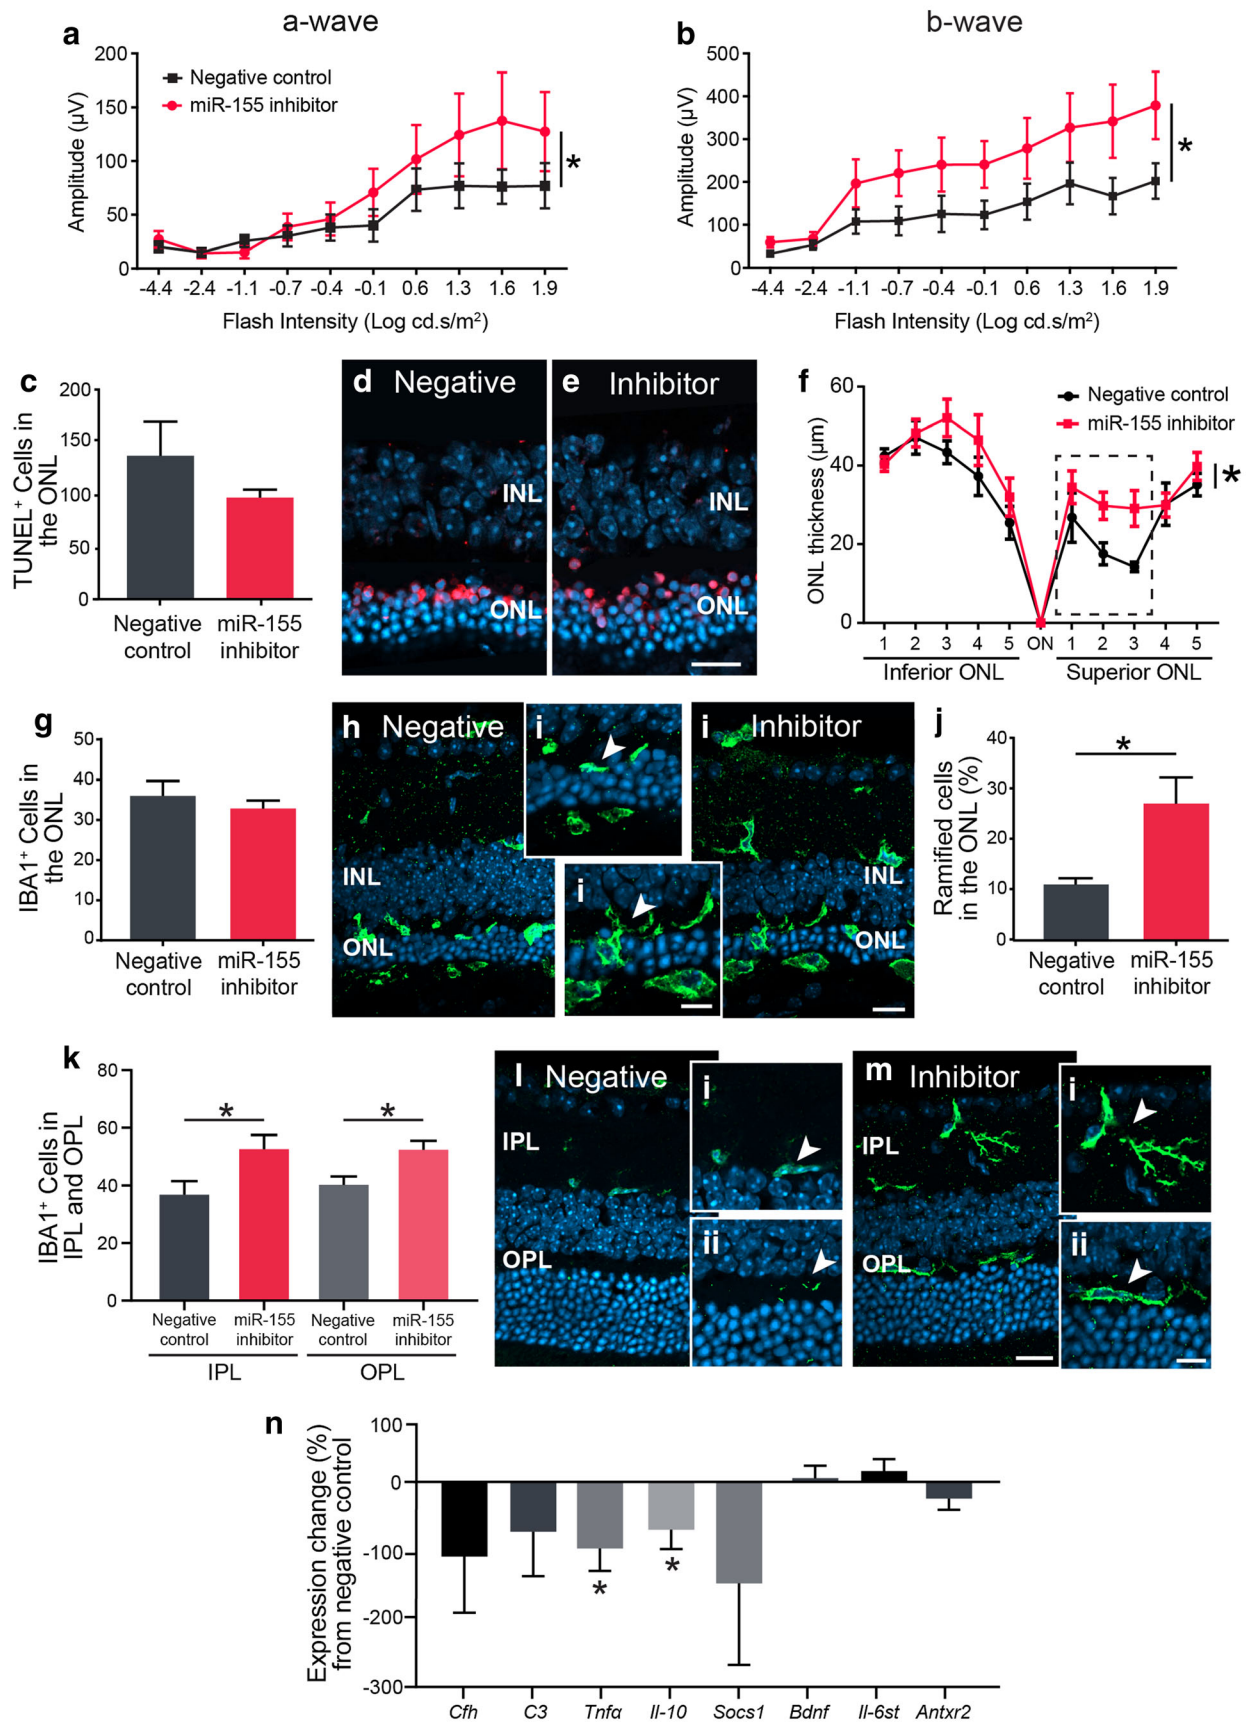 a
a-wave
200
150
100
50
0
Amplitude (µV)
Negative control
miR-155 inhibitor
*
-4.4 -2.4 -1.1 -0.7 -0.4 -0.1 0.6 1.3 1.6 1.9
Flash Intensity (Log cd.s/m²)
b
b-wave
500
400
300
200
100
0
Amplitude (µV)
*
-4.4 -2.4 -1.1 -0.7 -0.4 -0.1 0.6 1.3 1.6 1.9
Flash Intensity (Log cd.s/m²)
c
TUNEL⁺ Cells in
the ONL
200
150
100
50
0
Negative
control
miR-155
inhibitor
d Negative
INL
ONL
e Inhibitor
INL
ONL
f
ONL thickness (µm)
60
40
20
0
Negative control
miR-155 inhibitor
*
1 2 3 4 5 ON 1 2 3 4 5
Inferior ONL Superior ONL
g
IBA1⁺ Cells in
the ONL
50
40
30
20
10
0
Negative
control
miR-155
inhibitor
h Negative
INL
ONL
i
i
i Inhibitor
INL
ONL
j
Ramified cells
in the ONL (%)
40
30
20
10
0
*
Negative
control
miR-155
inhibitor
k
IBA1⁺ Cells in
IPL and OPL
80
60
40
20
0
* *
Negative
control
miR-155
inhibitor
Negative
control
miR-155
inhibitor
IPL OPL
l Negative
IPL
OPL
i
ii
m Inhibitor
IPL
OPL
i
ii
n
Expression change (%)
from negative control
100
0
-100
-200
-300
* *
Cfh C3 Tnfα Il-10 Socs1 Bdnf Il-6st Antxr2